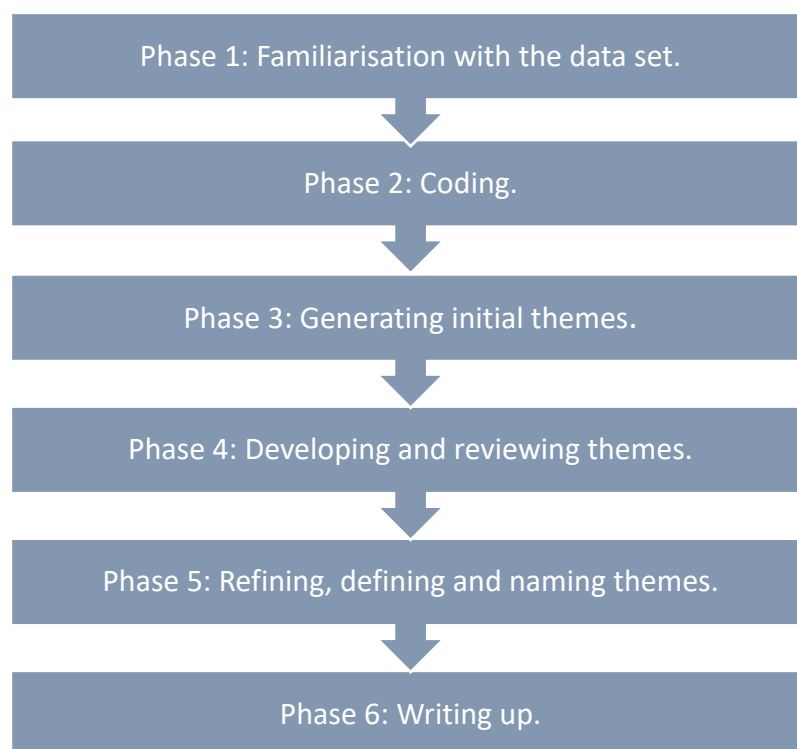 Phase 1: Familiarisation with the data set.
Phase 2: Coding.
Phase 3: Generating initial themes.
Phase 4: Developing and reviewing themes.
Phase 5: Refining, defining and naming themes.
Phase 6: Writing up.